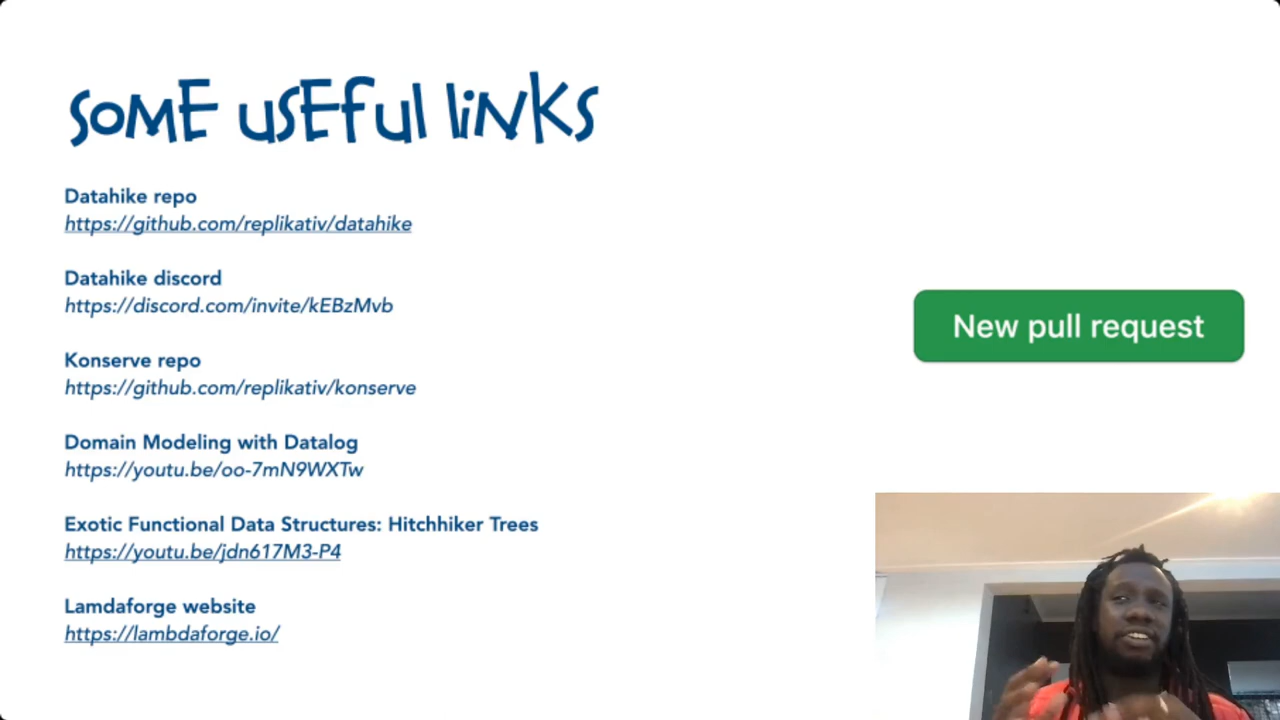 SOME USEFUL LINKS
Datahike repo
https://github.com/replikativ/datahike
Datahike discord
https://discord.com/invite/kEBzMvb
Konserve repo
https://github.com/replikativ/konserve
Domain Modeling with Datalog
https://youtu.be/oo-7mN9WXTw
Exotic Functional Data Structures: Hitchhiker Trees
https://youtu.be/jdn617M3-P4
Lamdaforge website
https://lambdaforge.io/
New pull request